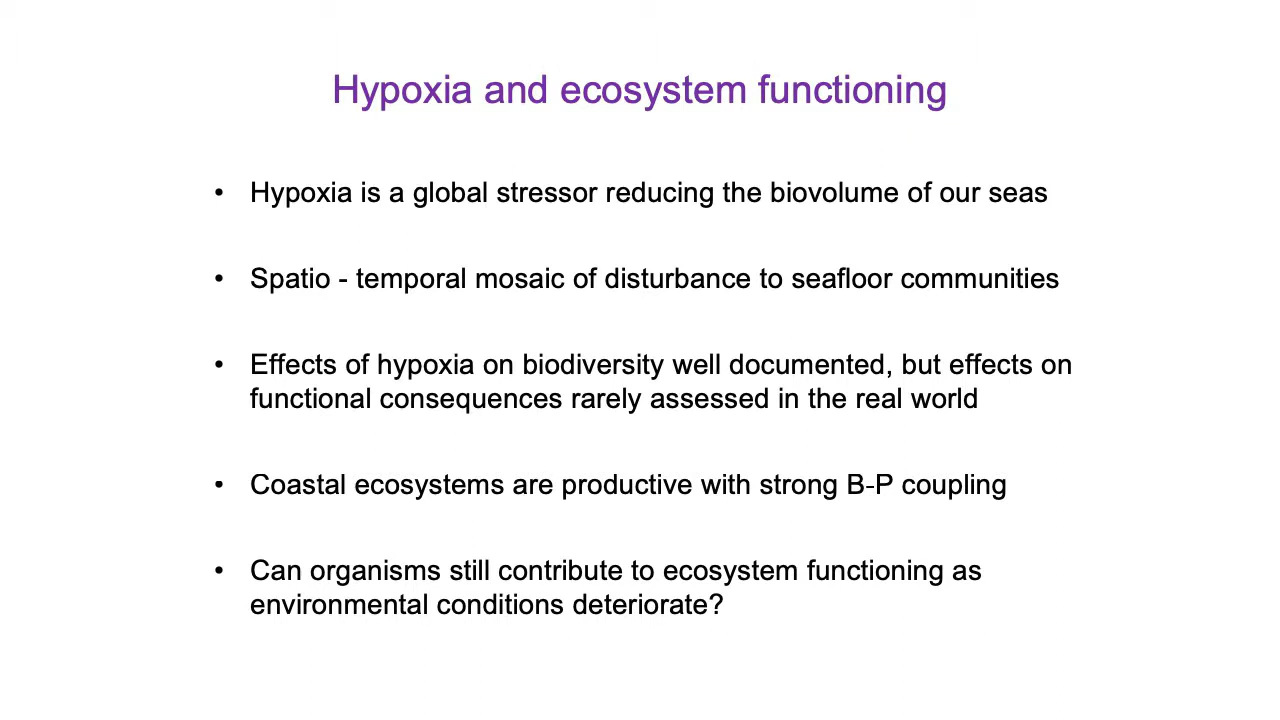 Hypoxia and ecosystem functioning
• Hypoxia is a global stressor reducing the biovolume of our seas
• Spatio - temporal mosaic of disturbance to seafloor communities
• Effects of hypoxia on biodiversity well documented, but effects on
functional consequences rarely assessed in the real world
• Coastal ecosystems are productive with strong B-P coupling
• Can organisms still contribute to ecosystem functioning as
environmental conditions deteriorate?